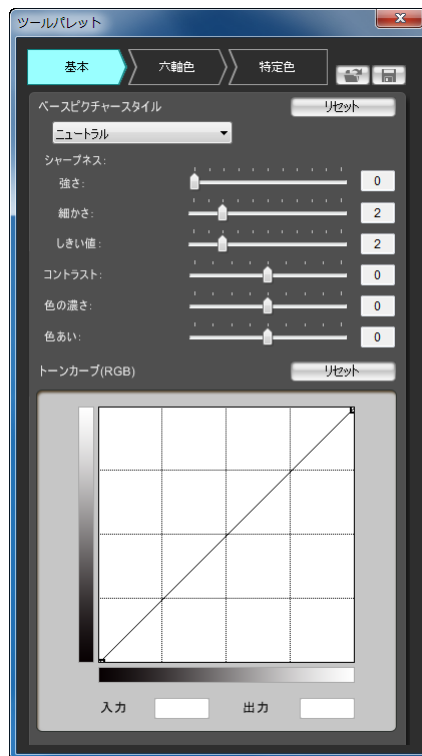 ツールパレット
基本 六軸色 特定色
ベースピクチャースタイル リセット
ニュートラル
シャープネス:
強さ: 0
細かさ: 2
しきい値: 2
コントラスト: 0
色の濃さ: 0
色あい: 0
トーンカーブ(RGB) リセット
入力 出力